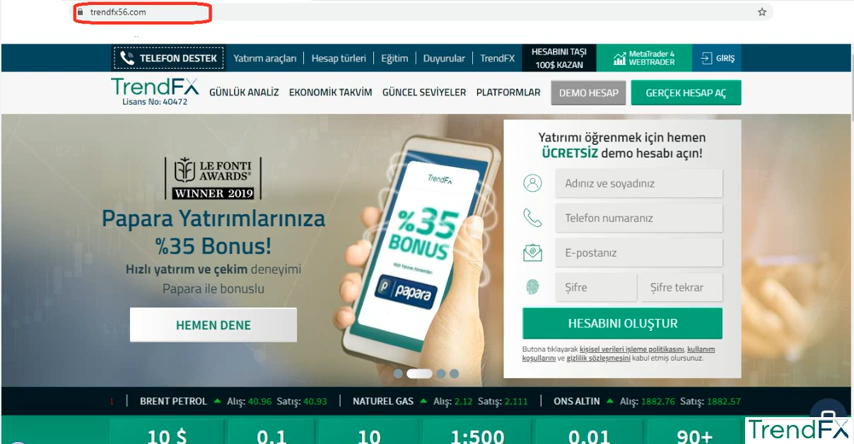 trendfx56.com
TELEFON DESTEK
Yatırım araçları
Hesap türleri
Eğitim
Duyurular
TrendFX
HESABINI TAŞI
100$ KAZAN
MetaTrader 4
WEBTRADER
GİRİŞ
TrendFX
Lisans No: 40472
GÜNLÜK ANALİZ
EKONOMİK TAKVİM
GÜNCEL SEVİYELER
PLATFORMLAR
DEMO HESAP
GERÇEK HESAP AÇ
LE FONTI
AWARDS®
WINNER 2019
Papara Yatırımlarınıza
%35 Bonus!
Hızlı yatırım ve çekim deneyimi
Papara ile bonuslu
HEMEN DENE
TrendFX
%35
BONUS
papara
Yatırımı öğrenmek için hemen
ÜCRETSİZ demo hesabı açın!
Adınız ve soyadınız
Telefon numaranız
E-postanız
Şifre
Şifre tekrar
HESABINI OLUŞTUR
Butona tıklayarak kişisel verileri işleme politikasını, kullanım
koşullarını ve gizlilik sözleşmesini kabul etmiş olursunuz.
BRENT PETROL Alış: 40.96 Satış: 40.93
NATUREL GAS Alış: 2.12 Satış: 2.111
ONS ALTIN Alış: 1882.76 Satış: 1882.57
10 $
0.1
10
1:500
0.01
90+
TrendFX